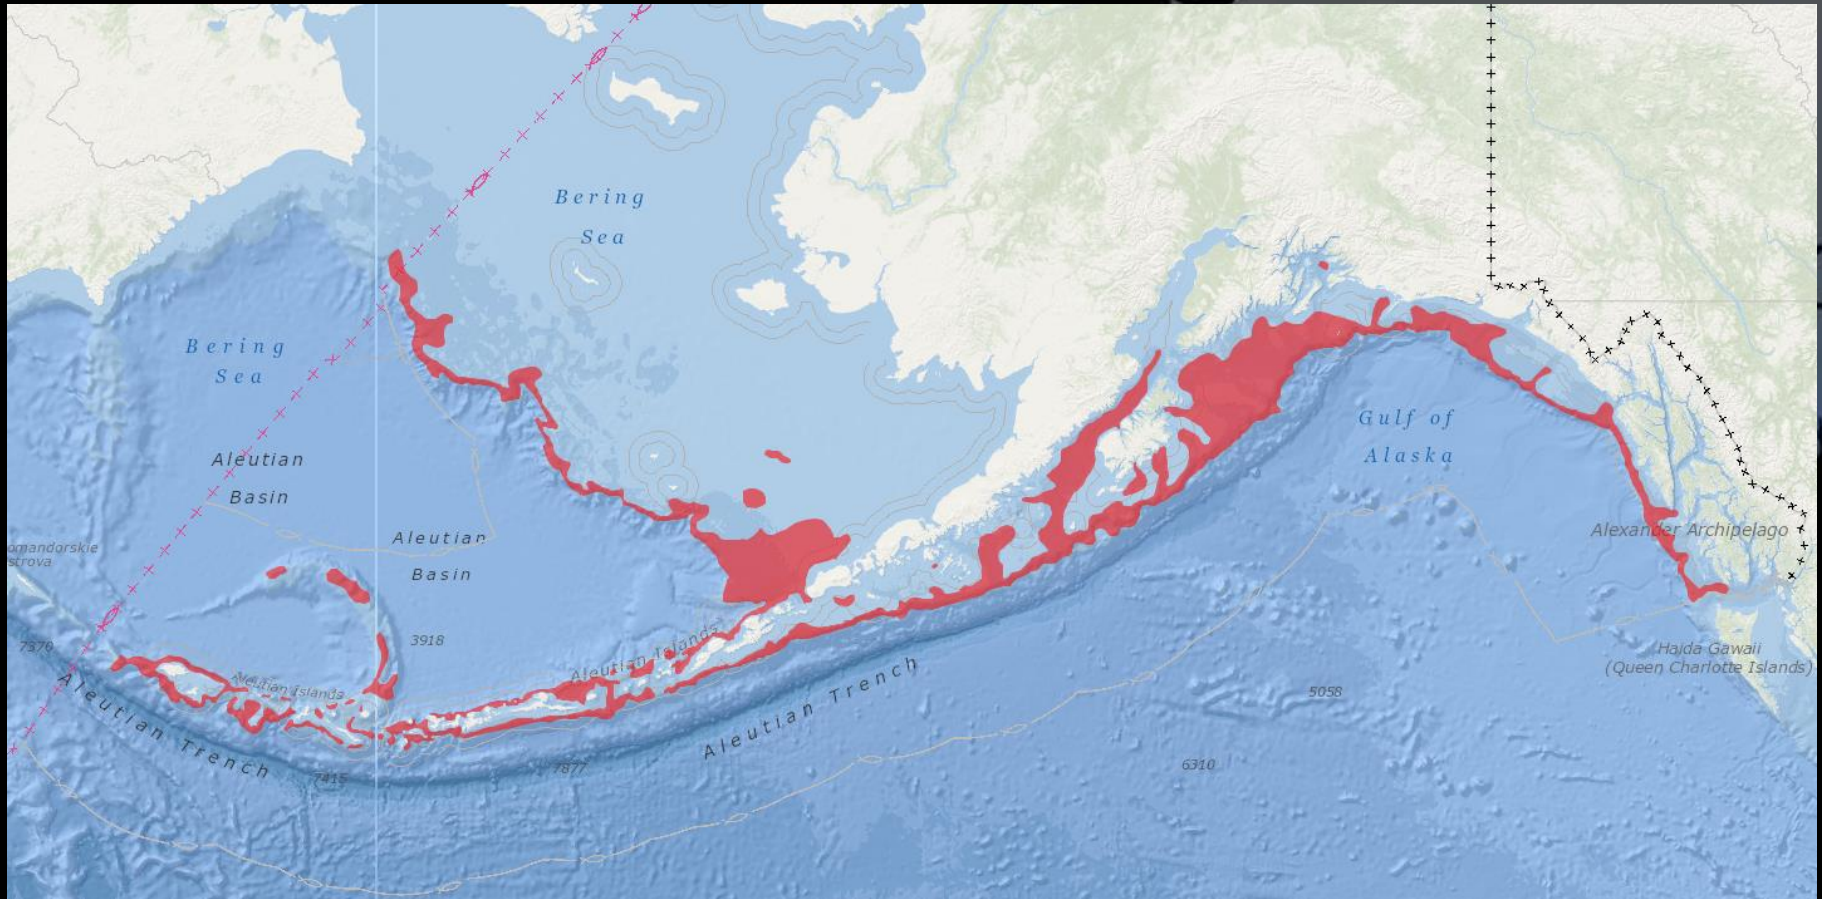 Bering
Sea
Bering
Sea
Gulf of
Alaska
Aleutian
Basin
Aleutian
Basin
omandorskie
strova
Alexander Archipelago
7370
3918
Aleutian Islands
Aleutian Islands
Haida Gawaii
(Queen Charlotte Islands)
Aleutian Trench
Aleutian Trench
5058
7415
7877
6310